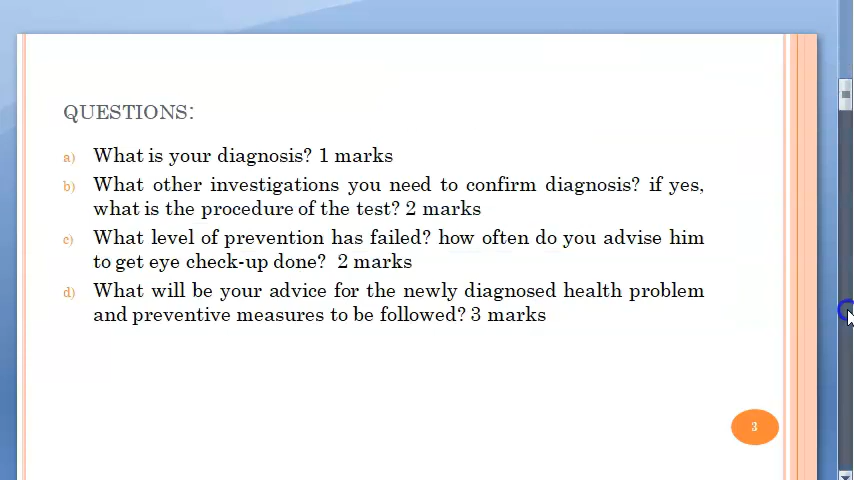 QUESTIONS:
a) What is your diagnosis? 1 marks
b) What other investigations you need to confirm diagnosis? if yes,
what is the procedure of the test? 2 marks
c) What level of prevention has failed? how often do you advise him
to get eye check-up done? 2 marks
d) What will be your advice for the newly diagnosed health problem
and preventive measures to be followed? 3 marks
3